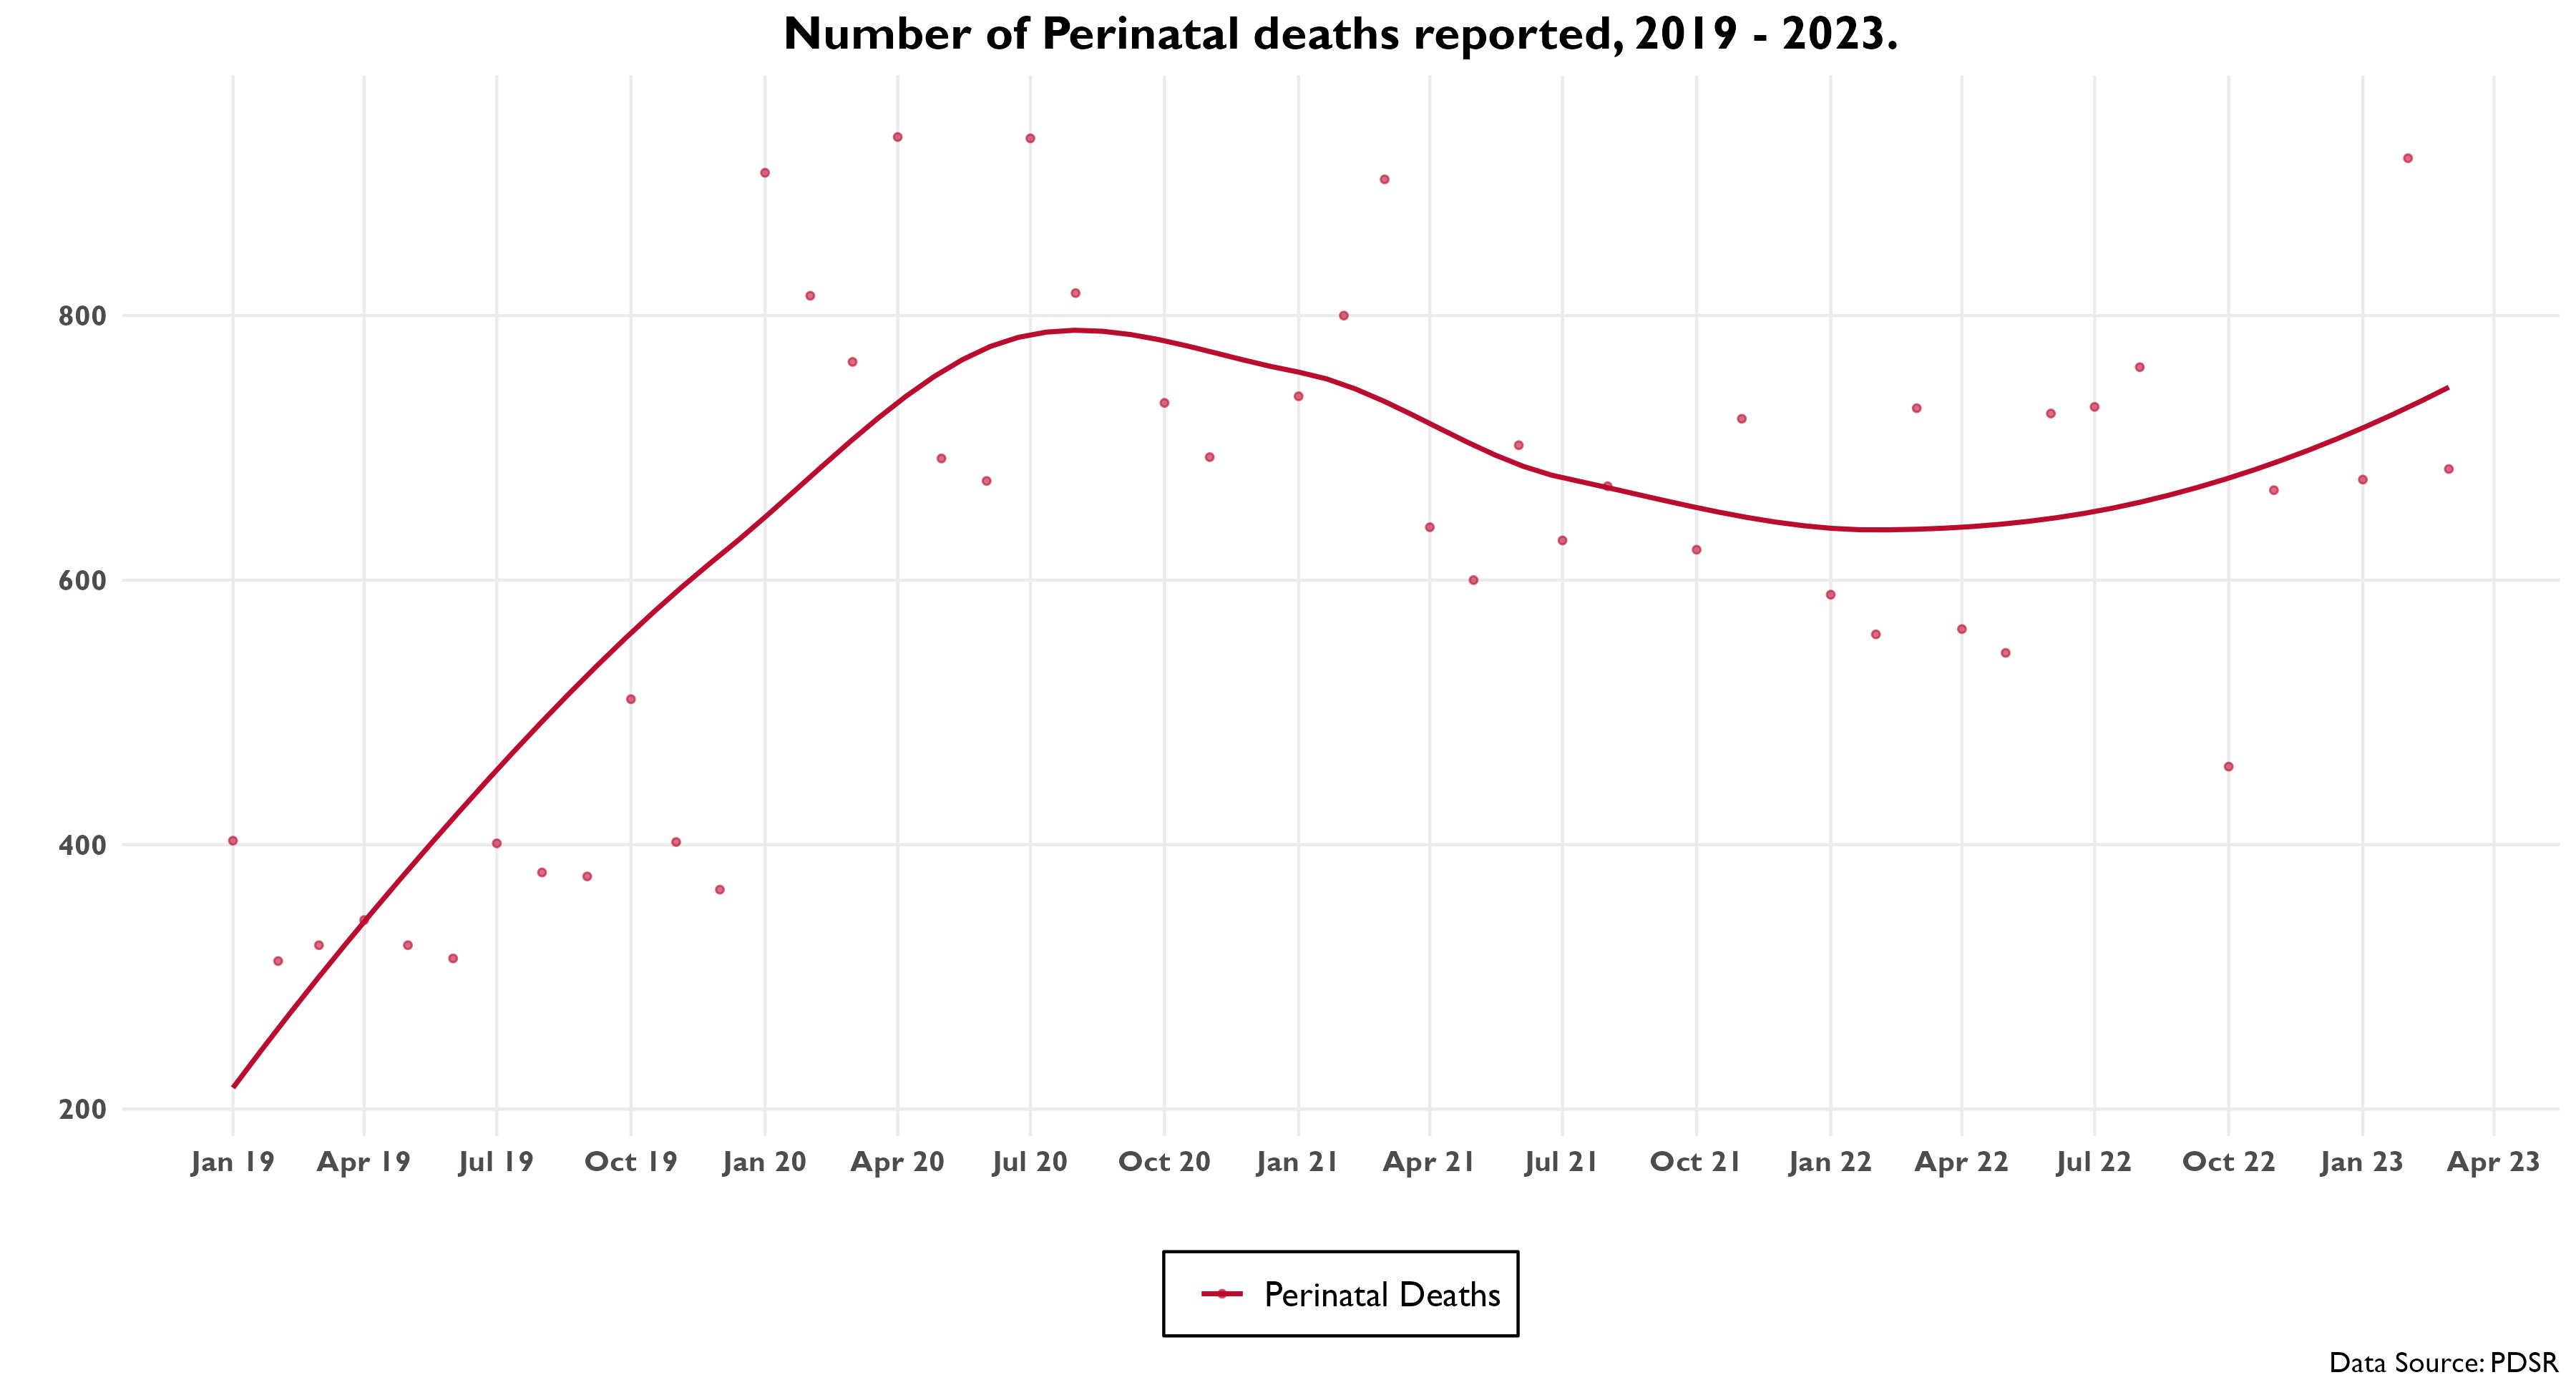 Number of Perinatal deaths reported, 2019 - 2023.
800
600
400
200
Jan 19 Apr 19 Jul 19 Oct 19 Jan 20 Apr 20 Jul 20 Oct 20 Jan 21 Apr 21 Jul 21 Oct 21 Jan 22 Apr 22 Jul 22 Oct 22 Jan 23 Apr 23
Perinatal Deaths
Data Source: PDSR